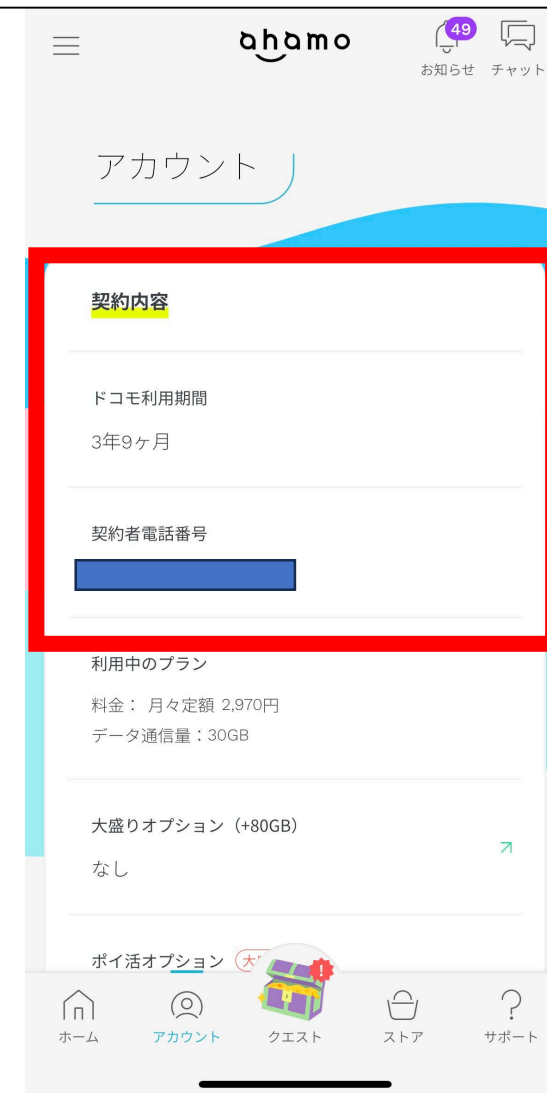 ahamo
49
お知らせ チャット
アカウント
契約内容
ドコモ利用期間
3年9ヶ月
契約者電話番号
利用中のプラン
料金： 月々定額 2,970円
データ通信量：30GB
大盛りオプション（+80GB）
なし
ポイ活オプション 大
!
ホーム アカウント クエスト ストア サポート